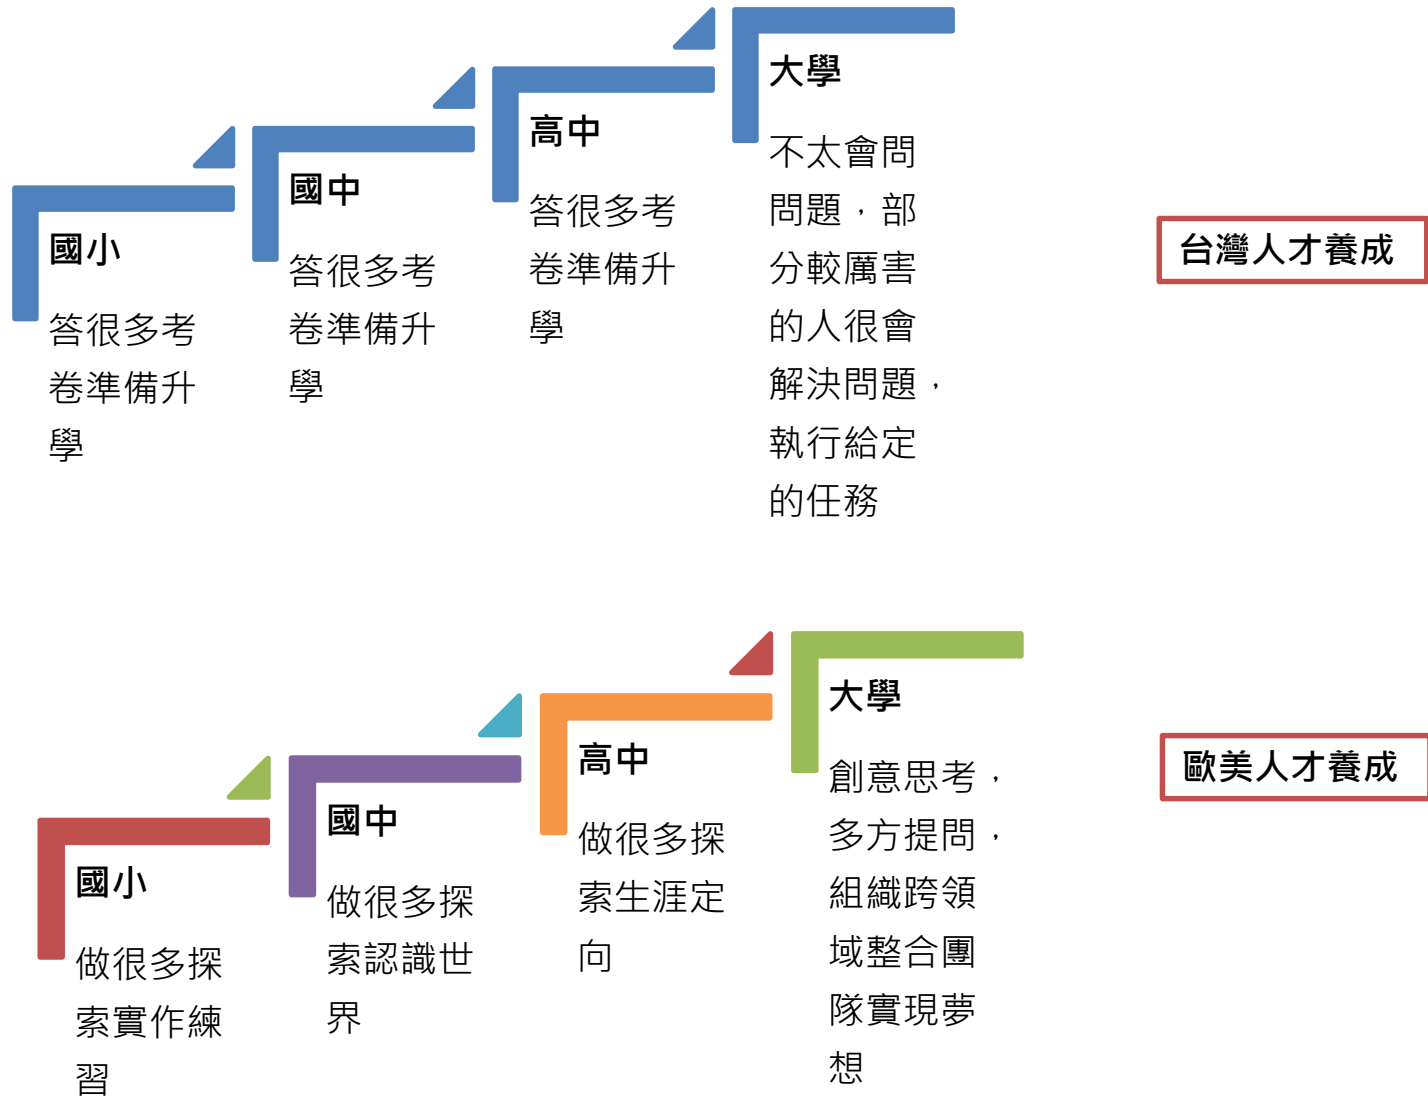 國小
答很多考
卷準備升
學
國中
答很多考
卷準備升
學
高中
答很多考
卷準備升
學
大學
不太會問
問題，部
分較厲害
的人很會
解決問題，
執行給定
的任務
台灣人才養成
國小
做很多探
索實作練
習
國中
做很多探
索認識世
界
高中
做很多探
索生涯定
向
大學
創意思考，
多方提問，
組織跨領
域整合團
隊實現夢
想
歐美人才養成